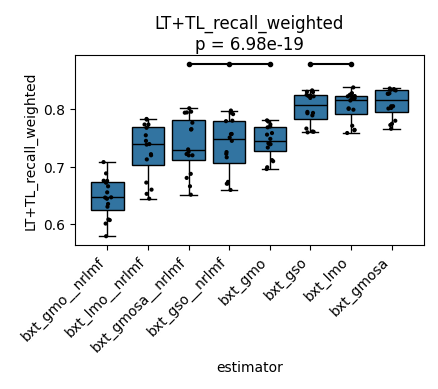 LT+TL_recall_weighted
p = 6.98e-19
LT+TL_recall_weighted
0.8
0.7
0.6
bxt_gmo__nrlmf
bxt_lmo__nrlmf
bxt_gmosa__nrlmf
bxt_gso__nrlmf
bxt_gmo
bxt_gso
bxt_lmo
bxt_gmosa
estimator